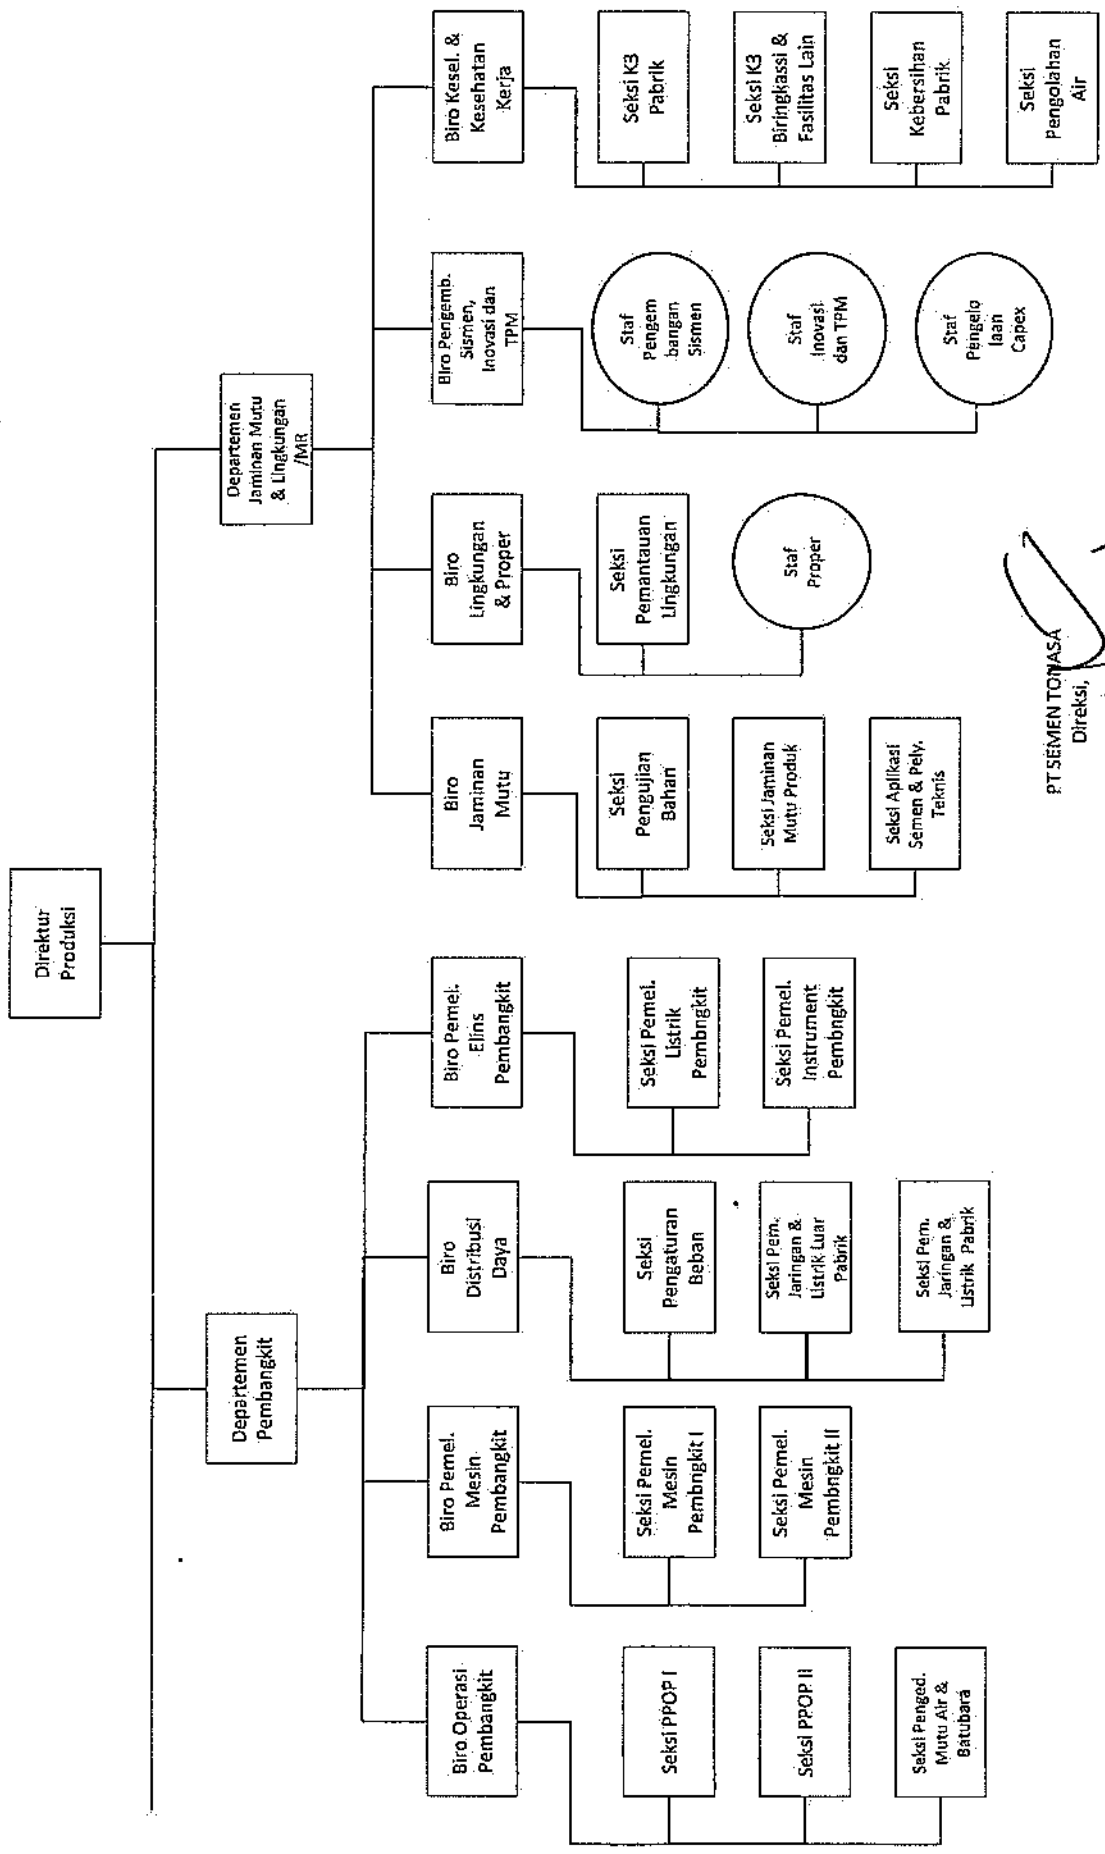 Direktur
Produksi
Departemen
Pembangkit
Departemen
Jaminan Mutu
& Lingkungan
/MR
Biro Operasi
Pembangkit
Biro Pemel.
Mesin
Pembangkit
Biro
Distribusi
Daya
Biro Pemel.
Elins
Pembangkit
Biro
Jaminan
Mutu
Biro
Lingkungan
& Proper
Biro Pengemb.
Sismen,
Inovasi dan
TPM
Biro Kesel. &
Kesehatan
Kerja
Seksi PPOP I
Seksi PPOP II
Seksi Penged.
Mutu Air &
Batubara
Seksi Pemel.
Mesin
Pembngkit I
Seksi Pemel.
Mesin
Pembngkit II
Seksi
Pengaturan
Beban
Seksi Pem.
Jaringan &
Listrik Luar
Pabrik
Seksi Pem.
Jaringan &
Listrik Pabrik
Seksi Pemel.
Listrik
Pembngkit
Seksi Pemel.
Instrument
Pembngkit
Seksi
Pengujian
Bahan
Seksi Jaminan
Mutu Produk
Seksi Aplikasi
Semen & Pely.
Teknis
Seksi
Pemantauan
Lingkungan
Staf
Proper
Staf
Pengem
bangan
Sismen
Staf
Inovasi
dan TPM
Staf
Pengelo
laan
Capex
Seksi K3
Pabrik
Seksi K3
Biringkassi &
Fasilitas Lain
Seksi
Kebersihan
Pabrik
Seksi
Pengolahan
Air
PT SEMEN TONASA
Direksi,